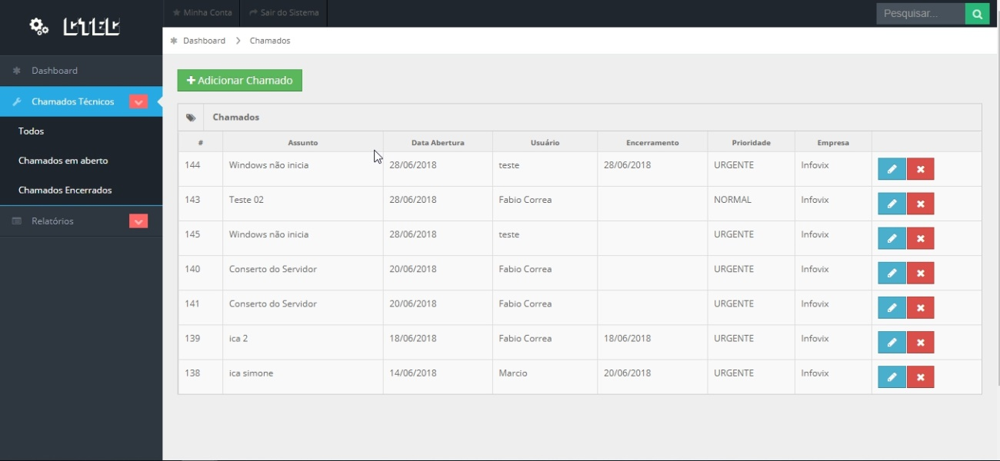 CTEC
Minha Conta
Sair do Sistema
Pesquisar...
Dashboard
Chamados Técnicos
Todos
Chamados em aberto
Chamados Encerrados
Relatórios
Dashboard > Chamados
+ Adicionar Chamado
Chamados
# Assunto Data Abertura Usuário Encerramento Prioridade Empresa
144 Windows não inicia 28/06/2018 teste 28/06/2018 URGENTE Infovix
143 Teste 02 28/06/2018 Fabio Correa NORMAL Infovix
145 Windows não inicia 28/06/2018 teste URGENTE Infovix
140 Conserto do Servidor 20/06/2018 Fabio Correa URGENTE Infovix
141 Conserto do Servidor 20/06/2018 Fabio Correa URGENTE Infovix
139 ica 2 18/06/2018 Fabio Correa 18/06/2018 URGENTE Infovix
138 ica simone 14/06/2018 Marcio 20/06/2018 URGENTE Infovix